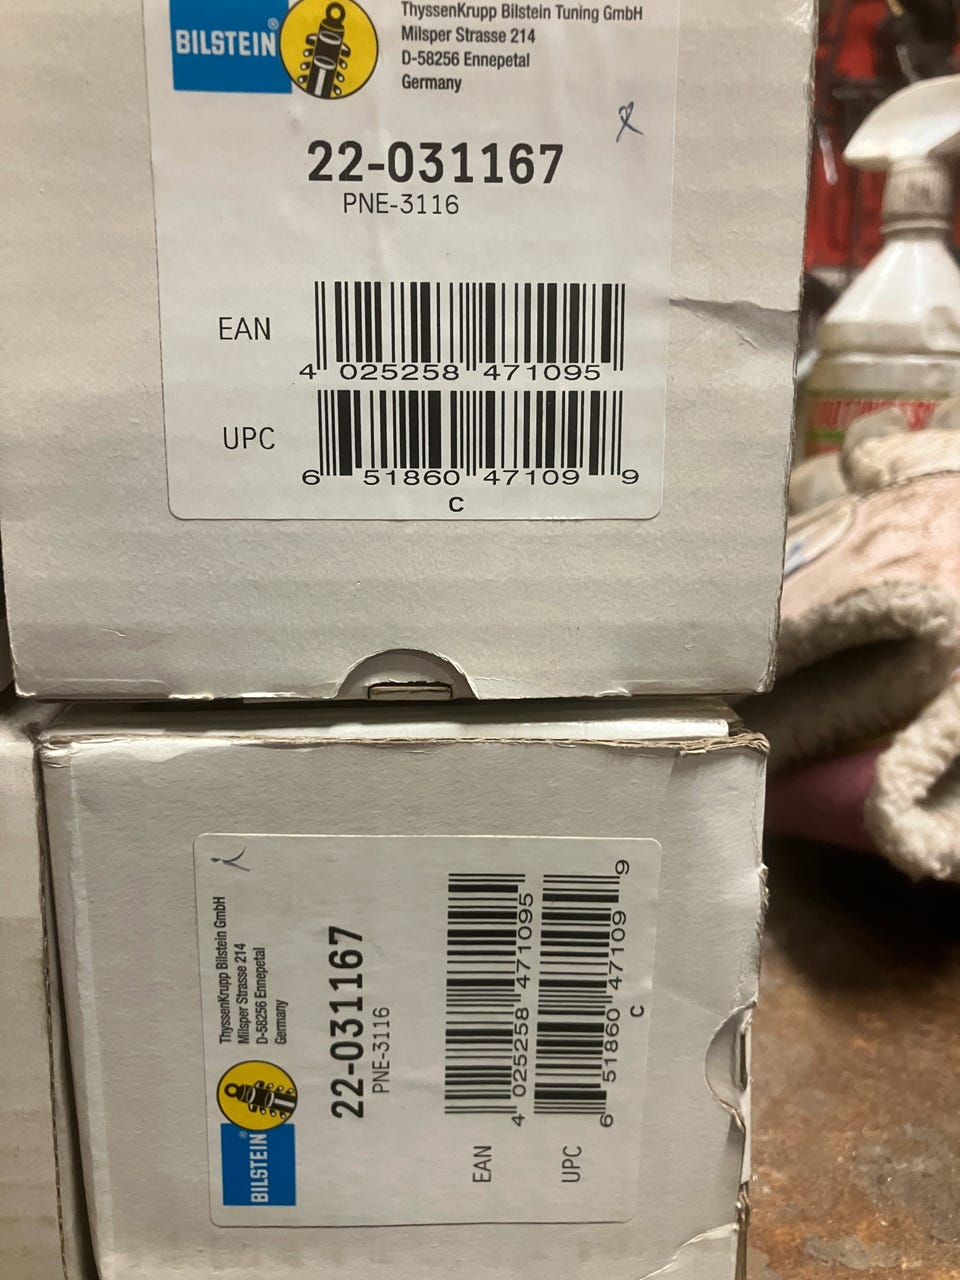 BILSTEIN®
ThyssenKrupp Bilstein Tuning GmbH
Milsper Strasse 214
D-58256 Ennepetal
Germany
22-031167
PNE-3116
EAN
4 025258 471095
UPC
6 51860 47109 9
C
BILSTEIN®
ThyssenKrupp Bilstein Tuning GmbH
Milsper Strasse 214
D-58256 Ennepetal
Germany
22-031167
PNE-3116
EAN
4 025258 471095
UPC
6 51860 47109 9
C